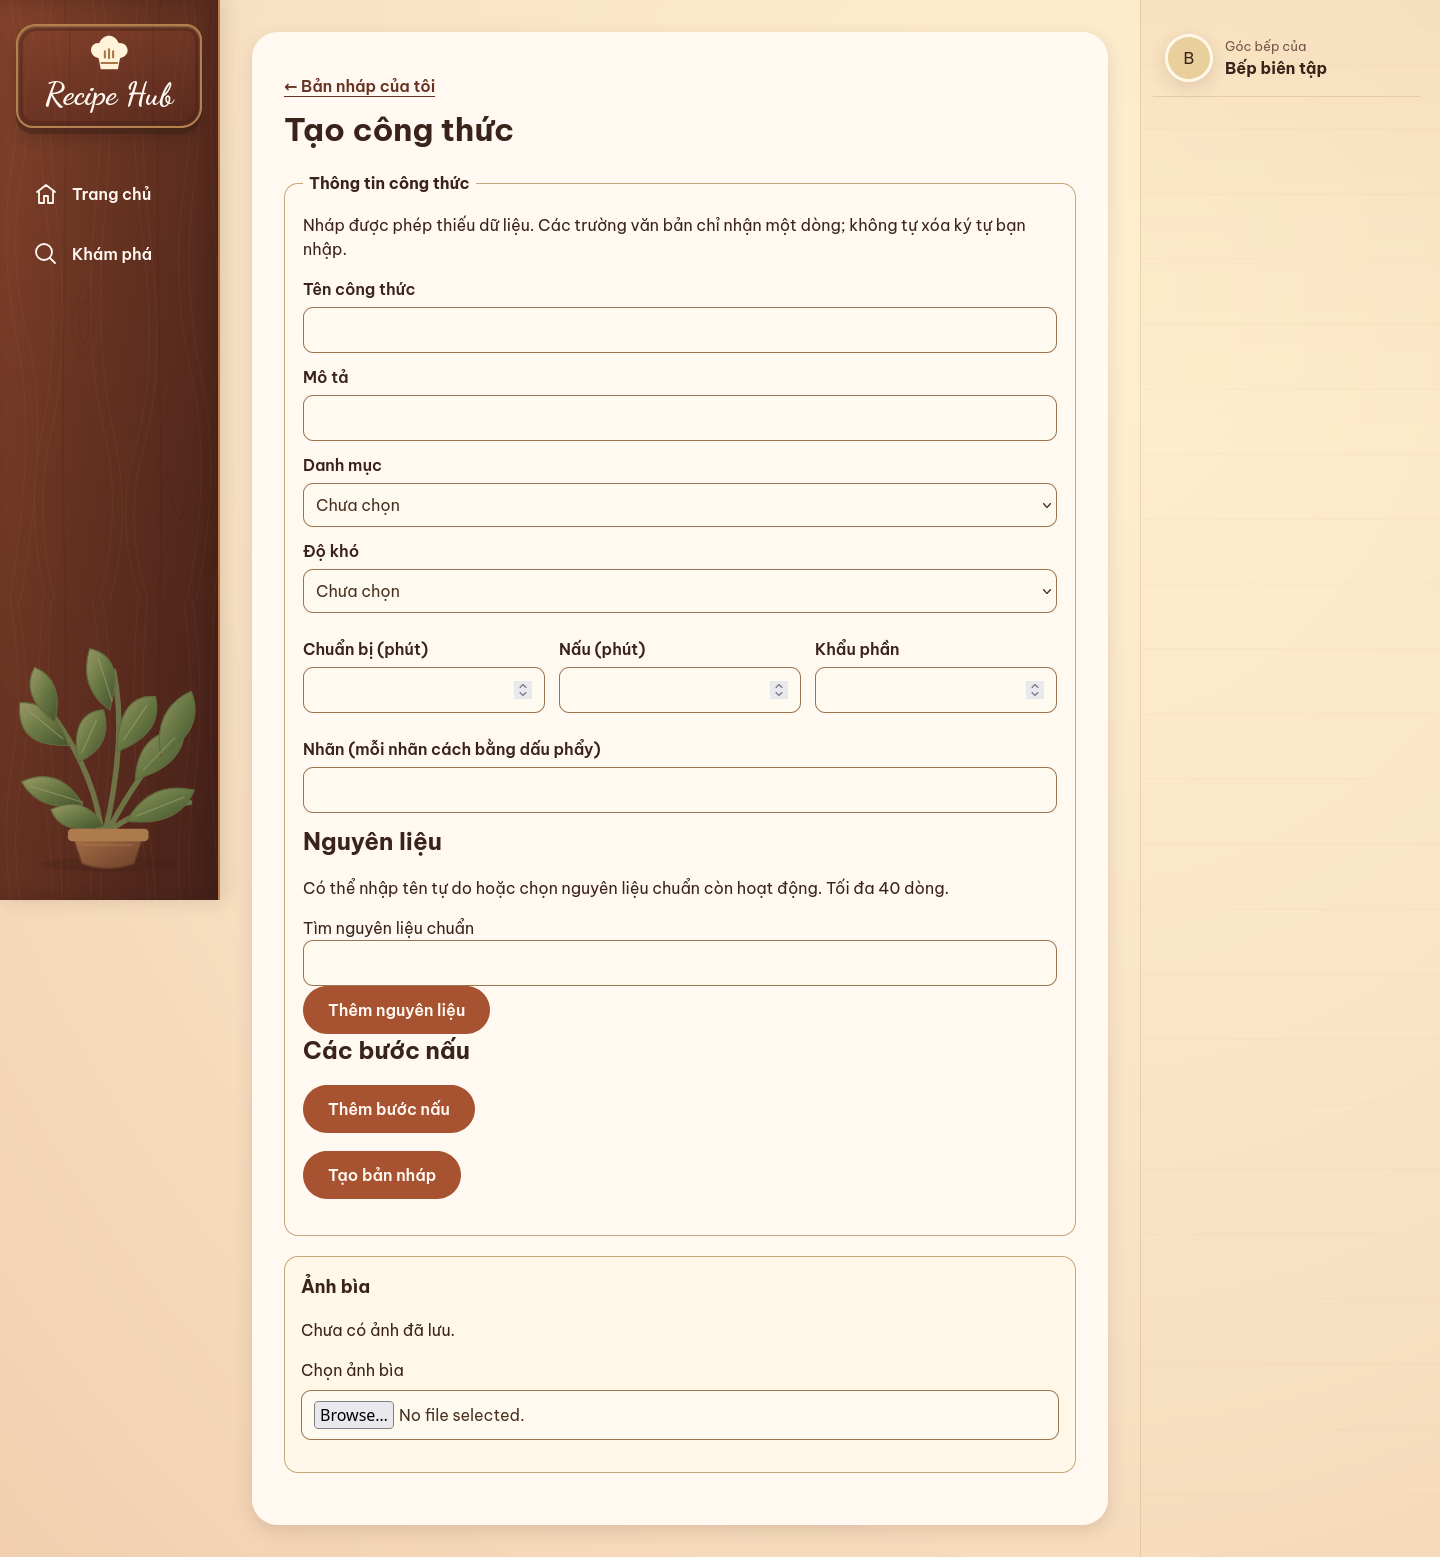 Recipe Hub
Trang chủ
Khám phá
← Bản nháp của tôi
Tạo công thức
Thông tin công thức
Nháp được phép thiếu dữ liệu. Các trường văn bản chỉ nhận một dòng; không tự xóa ký tự bạn
nhập.
Tên công thức
Mô tả
Danh mục
Chưa chọn
Độ khó
Chưa chọn
Chuẩn bị (phút)
Nấu (phút)
Khẩu phần
Nhãn (mỗi nhãn cách bằng dấu phẩy)
Nguyên liệu
Có thể nhập tên tự do hoặc chọn nguyên liệu chuẩn còn hoạt động. Tối đa 40 dòng.
Tìm nguyên liệu chuẩn
Thêm nguyên liệu
Các bước nấu
Thêm bước nấu
Tạo bản nháp
Ảnh bìa
Chưa có ảnh đã lưu.
Chọn ảnh bìa
Browse... No file selected.
B
Góc bếp của
Bếp biên tập